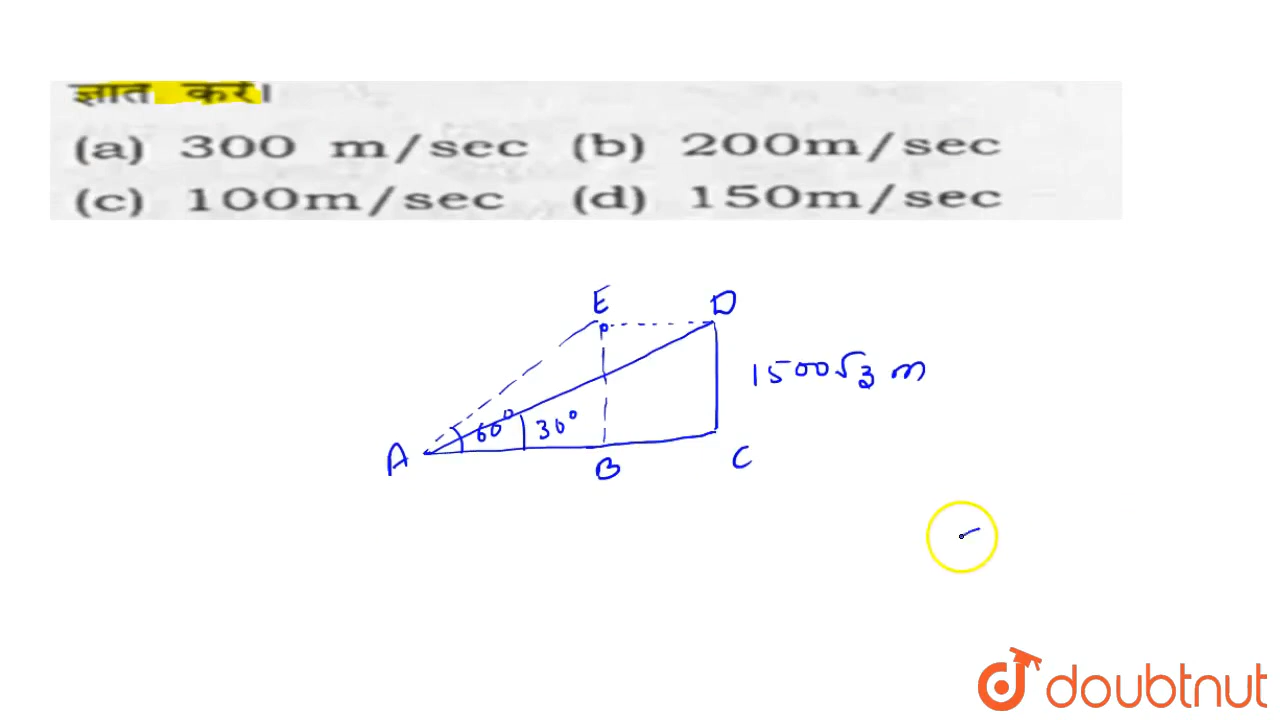 ज्ञात करें।
(a) 300 m/sec (b) 200m/sec
(c) 100m/sec (d) 150m/sec
E D
1500√3 m
60° 30°
A B C
doubtnut